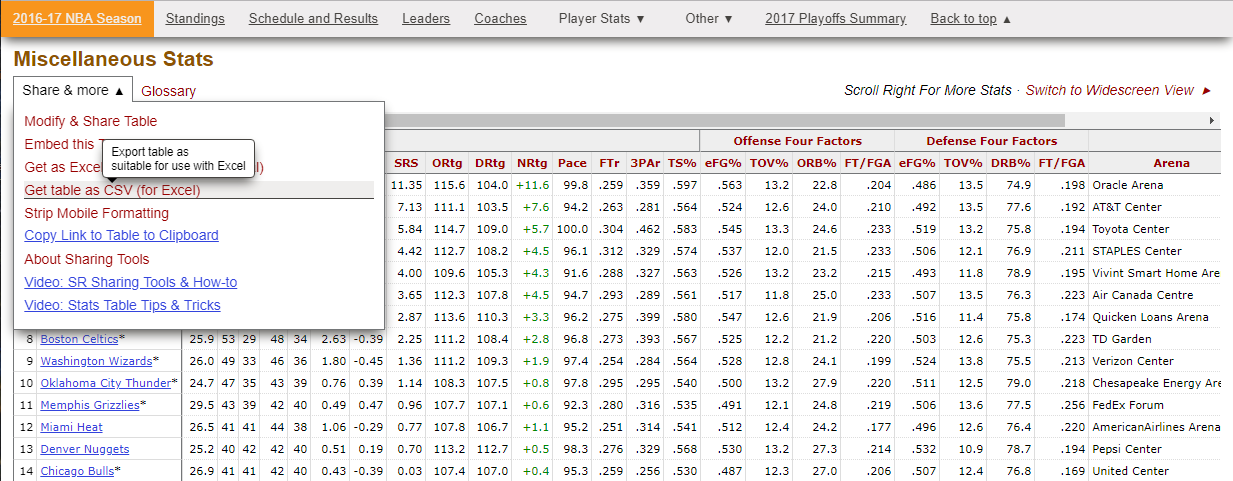 2016-17 NBA Season Standings Schedule and Results Leaders Coaches Player Stats ▼ Other ▼ 2017 Playoffs Summary Back to top ▲
Miscellaneous Stats
Share & more ▲ Glossary Scroll Right For More Stats · Switch to Widescreen View ►
Modify & Share Table
Embed this
Export table as
suitable for use with Excel
Get as Excel
Get table as CSV (for Excel)
Strip Mobile Formatting
Copy Link to Table to Clipboard
About Sharing Tools
Video: SR Sharing Tools & How-to
Video: Stats Table Tips & Tricks
Offense Four Factors Defense Four Factors
SRS ORtg DRtg NRtg Pace FTr 3PAr TS% eFG% TOV% ORB% FT/FGA eFG% TOV% DRB% FT/FGA Arena
11.35 115.6 104.0 +11.6 99.8 .259 .359 .597 .563 13.2 22.8 .204 .486 13.5 74.9 .198 Oracle Arena
7.13 111.1 103.5 +7.6 94.2 .263 .281 .564 .524 12.6 24.0 .210 .492 13.5 77.6 .192 AT&T Center
5.84 114.7 109.0 +5.7 100.0 .304 .462 .583 .545 13.3 24.6 .233 .519 13.2 75.8 .194 Toyota Center
4.42 112.7 108.2 +4.5 96.1 .312 .329 .574 .537 12.0 21.5 .233 .506 12.1 76.9 .211 STAPLES Center
4.00 109.6 105.3 +4.3 91.6 .288 .327 .563 .526 13.2 23.2 .215 .493 11.8 78.9 .195 Vivint Smart Home Are
3.65 112.3 107.8 +4.5 94.7 .293 .289 .561 .517 11.8 25.0 .233 .507 13.5 76.3 .223 Air Canada Centre
2.87 113.6 110.3 +3.3 96.2 .275 .399 .580 .547 12.6 21.9 .206 .516 11.4 75.8 .174 Quicken Loans Arena
8 Boston Celtics* 25.9 53 29 48 34 2.63 -0.39 2.25 111.2 108.4 +2.8 96.8 .273 .393 .567 .525 12.2 21.2 .220 .503 12.6 75.3 .223 TD Garden
9 Washington Wizards* 26.0 49 33 46 36 1.80 -0.45 1.36 111.2 109.3 +1.9 97.4 .254 .284 .564 .528 12.8 24.1 .199 .524 13.8 75.5 .213 Verizon Center
10 Oklahoma City Thunder* 24.7 47 35 43 39 0.76 0.39 1.14 108.3 107.5 +0.8 97.8 .295 .295 .540 .500 13.2 27.9 .220 .511 12.5 79.0 .218 Chesapeake Energy Are
11 Memphis Grizzlies* 29.5 43 39 42 40 0.49 0.47 0.96 107.7 107.1 +0.6 92.3 .280 .316 .535 .491 12.1 24.8 .219 .506 13.6 77.5 .256 FedEx Forum
12 Miami Heat 26.5 41 41 44 38 1.06 -0.29 0.77 107.8 106.7 +1.1 95.2 .251 .314 .541 .512 12.4 24.2 .177 .496 12.6 76.4 .220 AmericanAirlines Arena
13 Denver Nuggets 25.2 40 42 42 40 0.51 0.19 0.70 113.2 112.7 +0.5 98.3 .276 .329 .568 .530 13.2 27.3 .214 .532 10.9 78.7 .194 Pepsi Center
14 Chicago Bulls* 26.9 41 41 42 40 0.43 -0.39 0.03 107.4 107.0 +0.4 95.3 .259 .256 .530 .487 12.3 27.0 .206 .507 12.4 76.8 .169 United Center